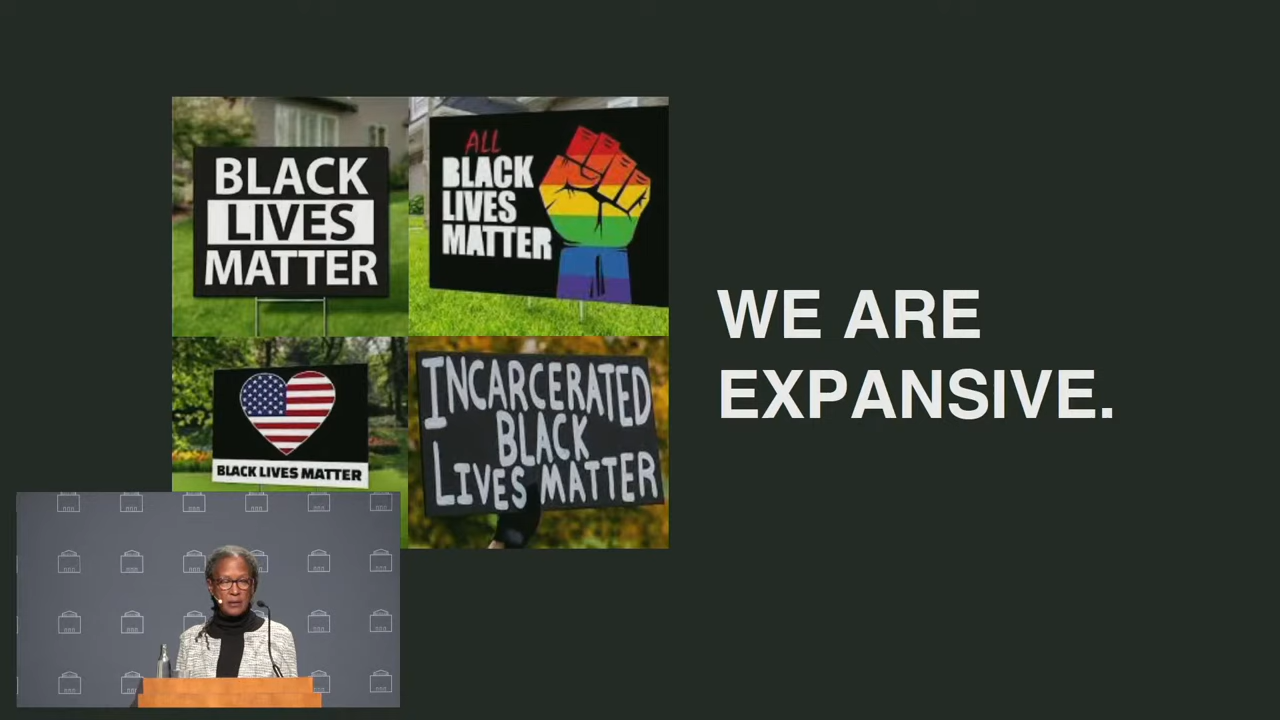 BLACK
LIVES
MATTER
ALL
BLACK
LIVES
MATTER
BLACK LIVES MATTER
INCARCERATED
BLACK
LIVES MATTER
WE ARE
EXPANSIVE.